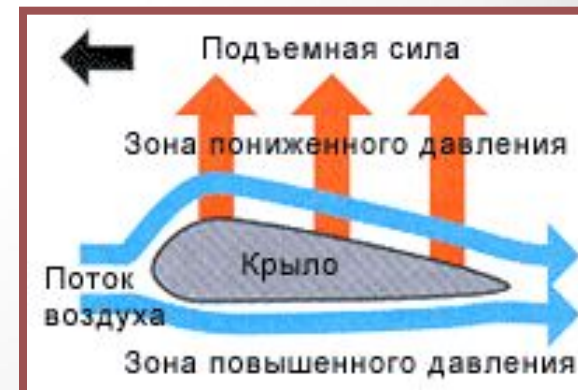 Подъемная сила
Зона пониженного давления
Крыло
Поток
воздуха
Зона повышенного давления